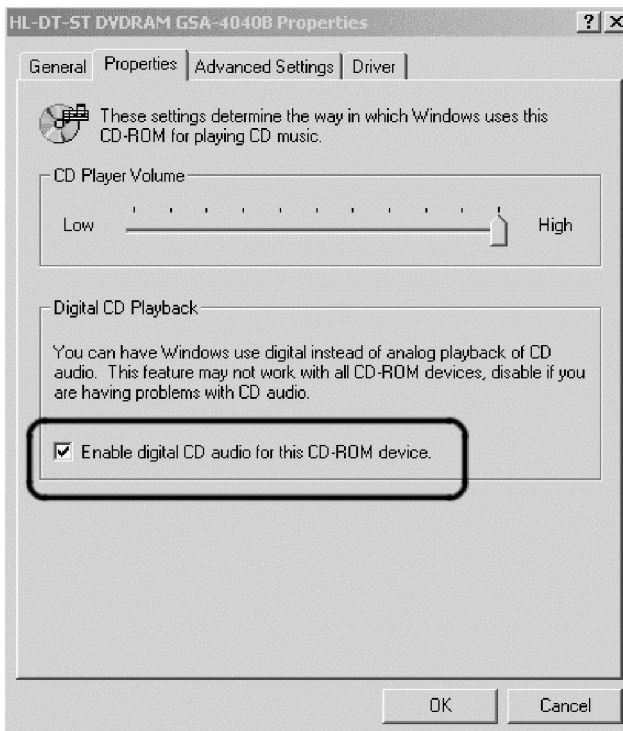 HL-DT-ST DVDRAM GSA-4040B Properties
General Properties Advanced Settings Driver
These settings determine the way in which Windows uses this
CD-ROM for playing CD music.
CD Player Volume
Low High
Digital CD Playback
You can have Windows use digital instead of analog playback of CD
audio. This feature may not work with all CD-ROM devices, disable if you
are having problems with CD audio.
Enable digital CD audio for this CD-ROM device.
OK Cancel